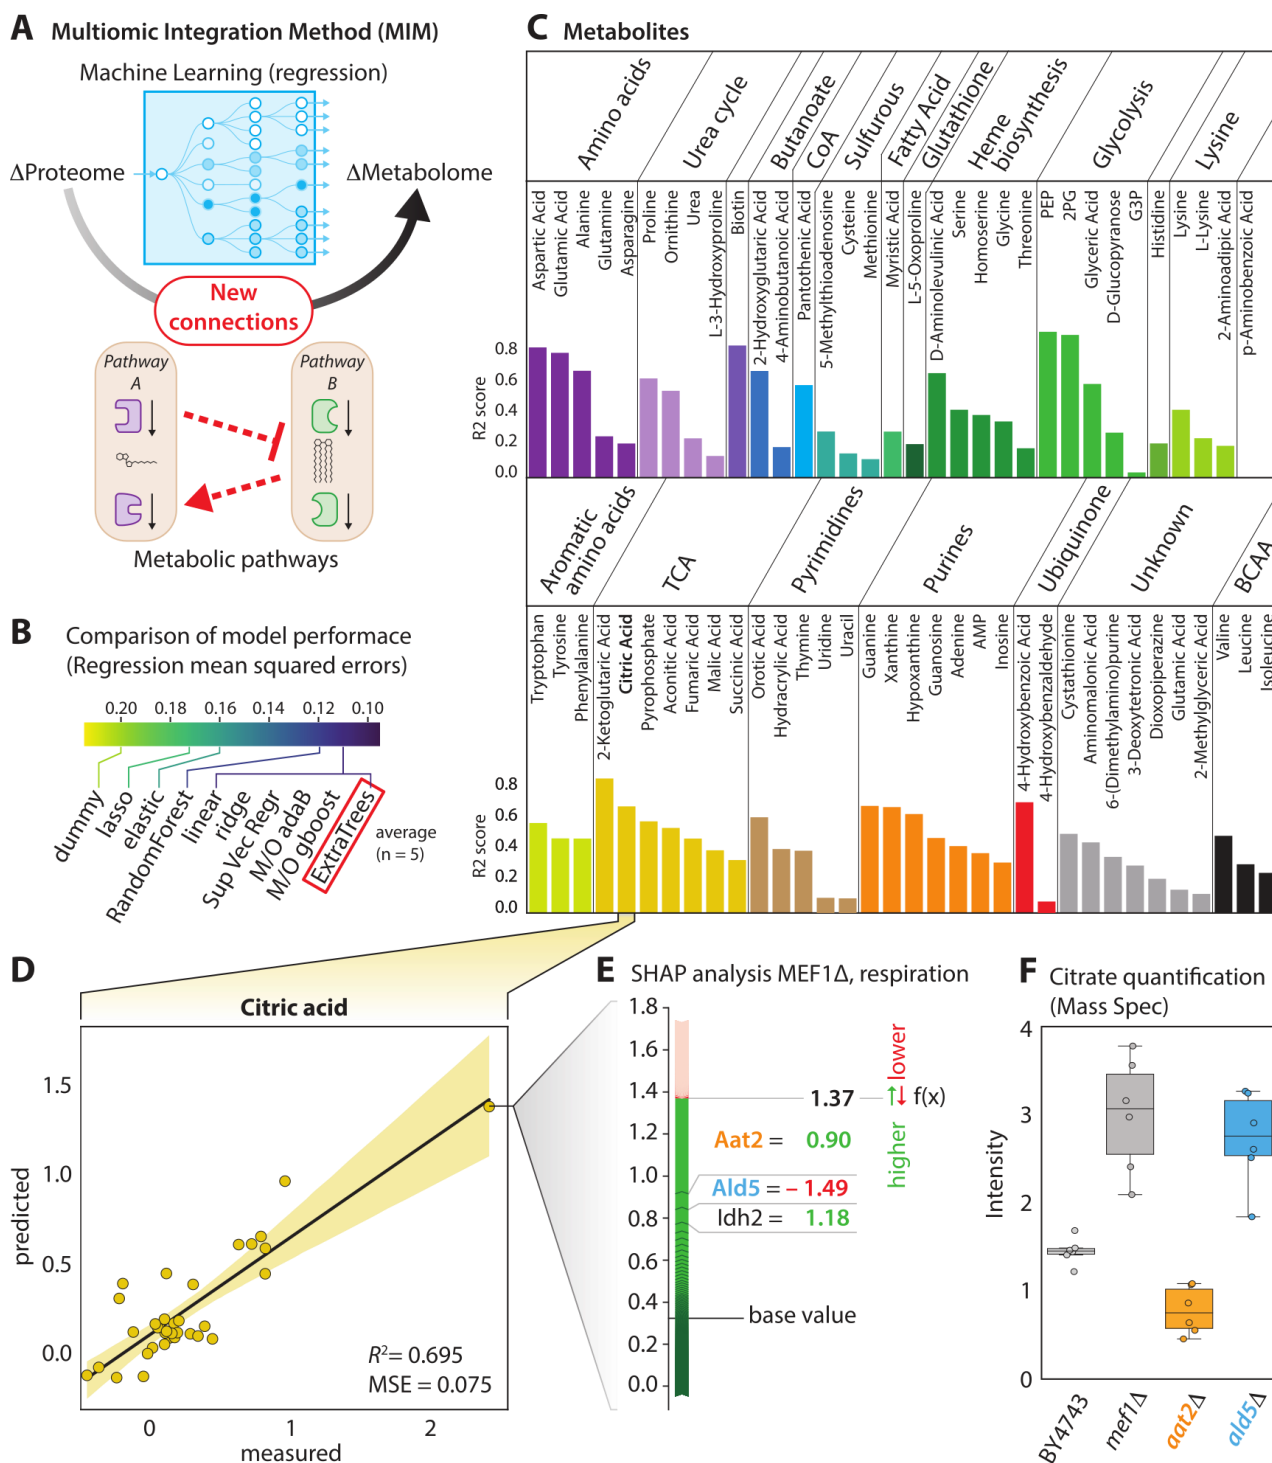 A Multiomic Integration Method (MIM)
Machine Learning (regression)
ΔProteome
ΔMetabolome
New
connections
Pathway
A
Pathway
B
Metabolic pathways
B Comparison of model performace
(Regression mean squared errors)
0.20 0.18 0.16 0.14 0.12 0.10
dummy
lasso
elastic
RandomForest
linear
ridge
Sup Vec Regr
M/O adaB
M/O gboost
ExtraTrees
average
(n = 5)
C Metabolites
Amino acids
Urea cycle
Butanoate
CoA
Sulfurous
Fatty Acid
Glutathione
Heme
biosynthesis
Glycolysis
Lysine
Aspartic Acid
Glutamic Acid
Alanine
Glutamine
Asparagine
Proline
Ornithine
Urea
L-3-Hydroxyproline
Biotin
2-Hydroxyglutaric Acid
4-Aminobutanoic Acid
Pantothenic Acid
5-Methylthioadenosine
Cysteine
Methionine
Myristic Acid
L-5-Oxoproline
D-Aminolevulinic Acid
Serine
Homoserine
Glycine
Threonine
PEP
2PG
Glyceric Acid
D-Glucopyranose
G3P
Histidine
Lysine
L-Lysine
2-Aminoadipic Acid
p-Aminobenzoic Acid
R2 score
0.8
0.6
0.4
0.2
0.0
Aromatic
amino acids
TCA
Pyrimidines
Purines
Ubiquinone
Unknown
BCAA
Tryptophan
Tyrosine
Phenylalanine
2-Ketoglutaric Acid
Citric Acid
Pyrophosphate
Aconitic Acid
Fumaric Acid
Malic Acid
Succinic Acid
Orotic Acid
Hydracrylic Acid
Thymine
Uridine
Uracil
Guanine
Xanthine
Hypoxanthine
Guanosine
Adenine
AMP
Inosine
4-Hydroxybenzoic Acid
4-Hydroxybenzaldehyde
Cystathionine
Aminomalonic Acid
6-(Dimethylamino)purine
3-Deoxytetronic Acid
Dioxopiperazine
Glutamic Acid
2-Methylglyceric Acid
Valine
Leucine
Isoleucine
R2 score
0.8
0.6
0.4
0.2
0.0
D
Citric acid
predicted
1.5
1.0
0.5
0.0
R²= 0.695
MSE = 0.075
0 1 2
measured
E SHAP analysis MEF1Δ, respiration
1.8
1.6
1.4
1.2
1.0
0.8
0.6
0.4
0.2
0.0
lower
1.37
f(x)
higher
Aat2 = 0.90
Ald5 = – 1.49
Idh2 = 1.18
base value
F Citrate quantification
(Mass Spec)
Intensity
4
3
2
1
0
BY4743
mef1Δ
aat2Δ
ald5Δ